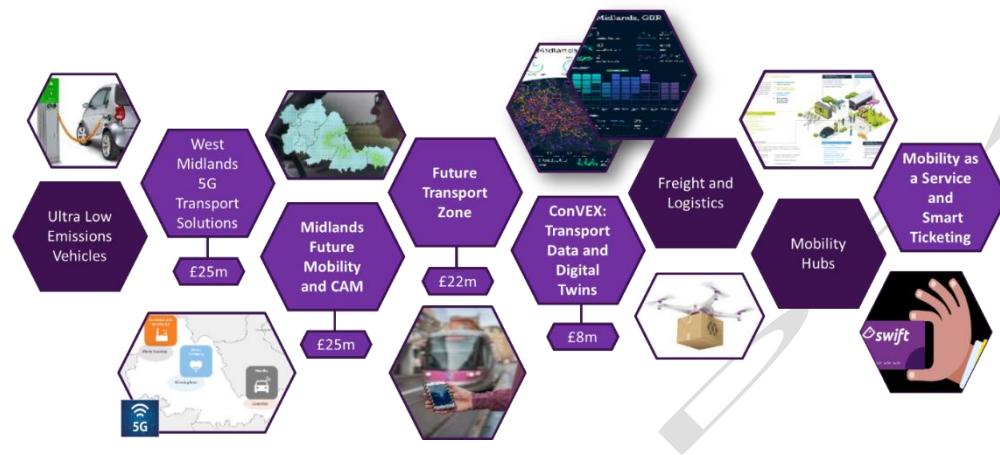 Ultra Low
Emissions
Vehicles
West
Midlands
5G
Transport
Solutions
£25m
5G
Midlands
Future
Mobility
and CAM
£25m
Future
Transport
Zone
£22m
Midlands
Midlands, GBR
ConVEX:
Transport
Data and
Digital
Twins
£8m
Freight and
Logistics
Mobility
Hubs
Mobility as
a Service
and
Smart
Ticketing
swift